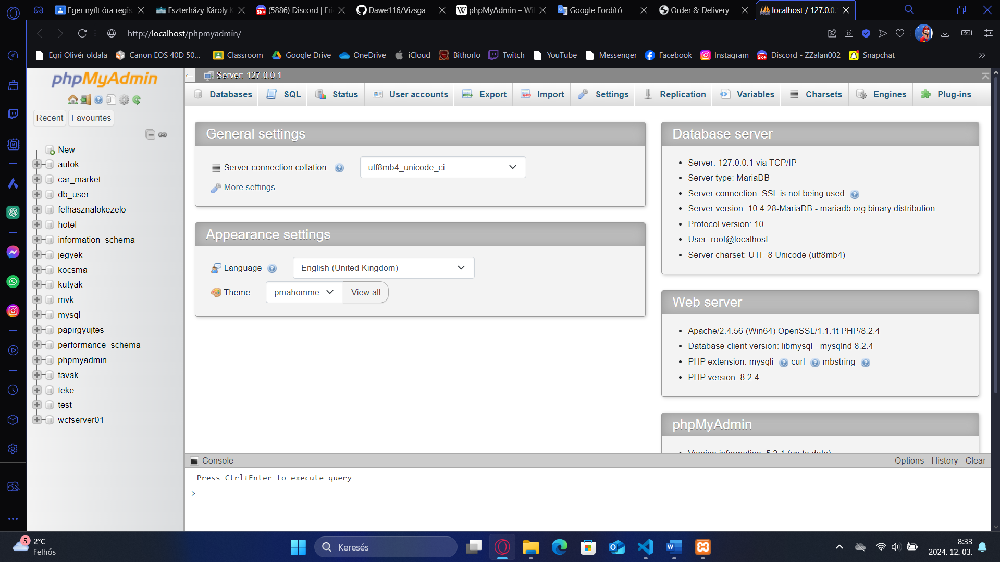 Eger nyílt óra regis
Eszterházy Károly K
(5886) Discord | Fri
Dawe116/Vizsga
phpMyAdmin – Wi
Google Fordító
Order & Delivery
localhost / 127.0.0.
http://localhost/phpmyadmin/
Egri Olivér oldala
Canon EOS 40D 50...
Classroom
Google Drive
OneDrive
iCloud
Bithorlo
Twitch
YouTube
Messenger
Facebook
Instagram
Discord - ZZalan002
Snapchat
phpMyAdmin
Recent
Favourites
New
autok
car_market
db_user
felhasznalokezelo
hotel
information_schema
jegyek
kocsma
kutyak
mvk
mysql
papirgyujtes
performance_schema
phpmyadmin
tavak
teke
test
wcfserver01
Server: 127.0.0.1
Databases
SQL
Status
User accounts
Export
Import
Settings
Replication
Variables
Charsets
Engines
Plug-ins
General settings
Server connection collation:
utf8mb4_unicode_ci
More settings
Appearance settings
Language
English (United Kingdom)
Theme
pmahomme
View all
Database server
Server: 127.0.0.1 via TCP/IP
Server type: MariaDB
Server connection: SSL is not being used
Server version: 10.4.28-MariaDB - mariadb.org binary distribution
Protocol version: 10
User: root@localhost
Server charset: UTF-8 Unicode (utf8mb4)
Web server
Apache/2.4.56 (Win64) OpenSSL/1.1.1t PHP/8.2.4
Database client version: libmysql - mysqlnd 8.2.4
PHP extension: mysqli curl mbstring
PHP version: 8.2.4
phpMyAdmin
Version information: 5.2.1 (up to date)
Console
Options
History
Clear
Press Ctrl+Enter to execute query
>
5
2°C
Felhős
Keresés
8:33
2024. 12. 03.